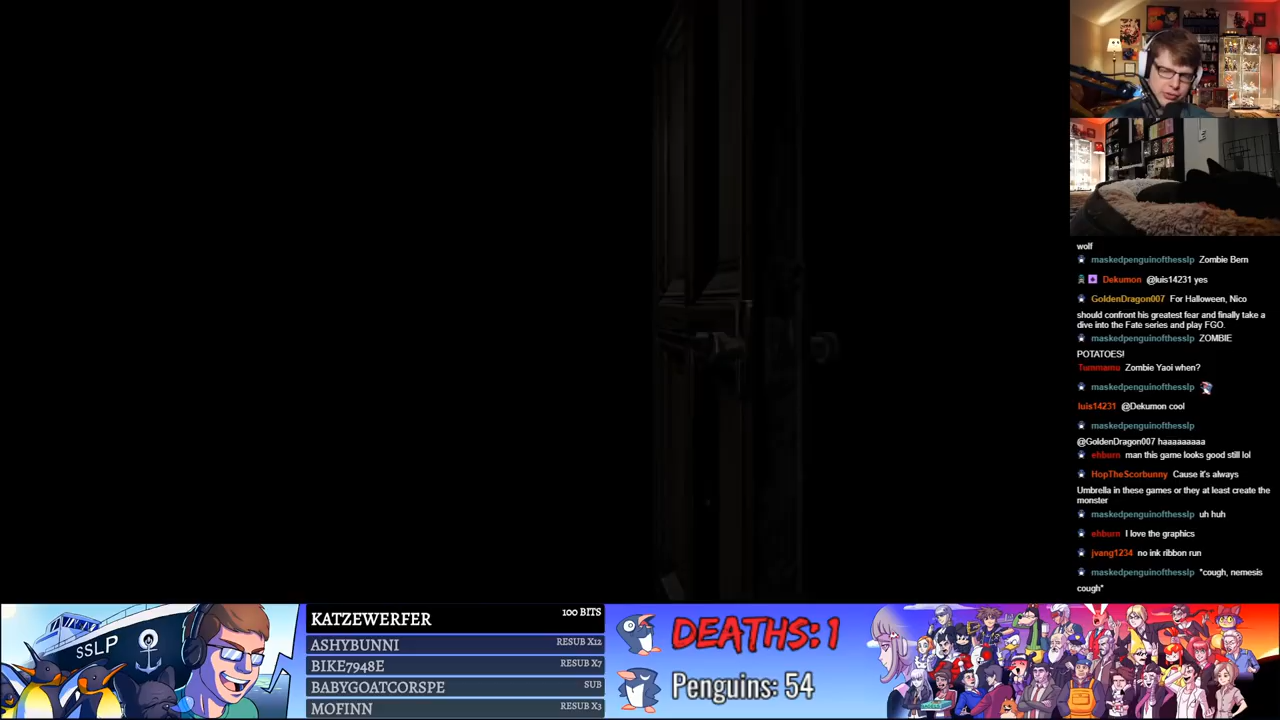 wolf
maskedpenguinofthesslp Zombie Bern
Dekumon @luis14231 yes
GoldenDragon007 For Halloween, Nico
should confront his greatest fear and finally take a
dive into the Fate series and play FGO.
maskedpenguinofthesslp ZOMBIE
POTATOES!
Tummamu Zombie Yaoi when?
maskedpenguinofthesslp
luis14231 @Dekumon cool
maskedpenguinofthesslp
@GoldenDragon007 haaaaaaaaa
ehburn man this game looks good still lol
HopTheScorbunny Cause it's always
Umbrella in these games or they at least create the
monster
maskedpenguinofthesslp uh huh
ehburn I love the graphics
jvang1234 no ink ribbon run
maskedpenguinofthesslp *cough, nemesis
cough*
SSLP
KATZEWERFER 100 BITS
ASHYBUNNI RESUB X12
BIKE7948E RESUB X7
BABYGOATCORSPE SUB
MOFINN RESUB X3
DEATHS: 1
Penguins: 54